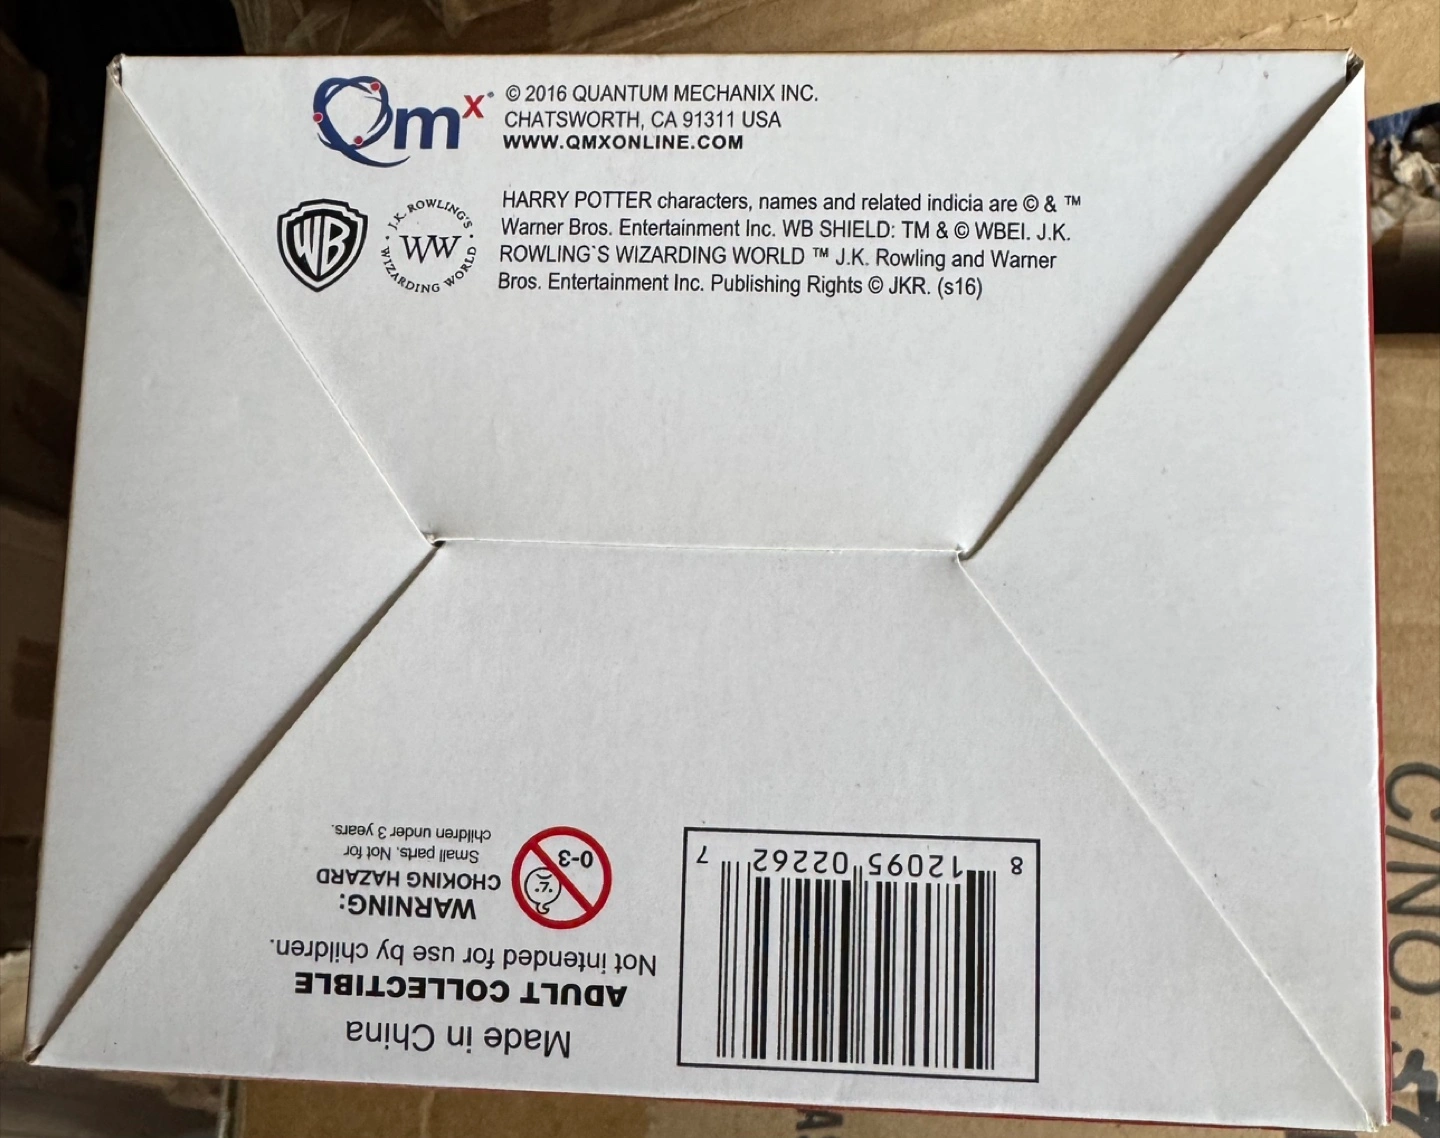 Qmx
© 2016 QUANTUM MECHANIX INC.
CHATSWORTH, CA 91311 USA
WWW.QMXONLINE.COM
WB
J.K. ROWLING'S
WW
WIZARDING WORLD
HARRY POTTER characters, names and related indicia are © & ™
Warner Bros. Entertainment Inc. WB SHIELD: TM & © WBEI. J.K.
ROWLING`S WIZARDING WORLD ™ J.K. Rowling and Warner
Bros. Entertainment Inc. Publishing Rights © JKR. (s16)
Made in China
ADULT COLLECTIBLE
Not intended for use by children.
WARNING:
CHOKING HAZARD
Small parts. Not for
children under 3 years.
0-3
8 12095 02262 7
C/NO.